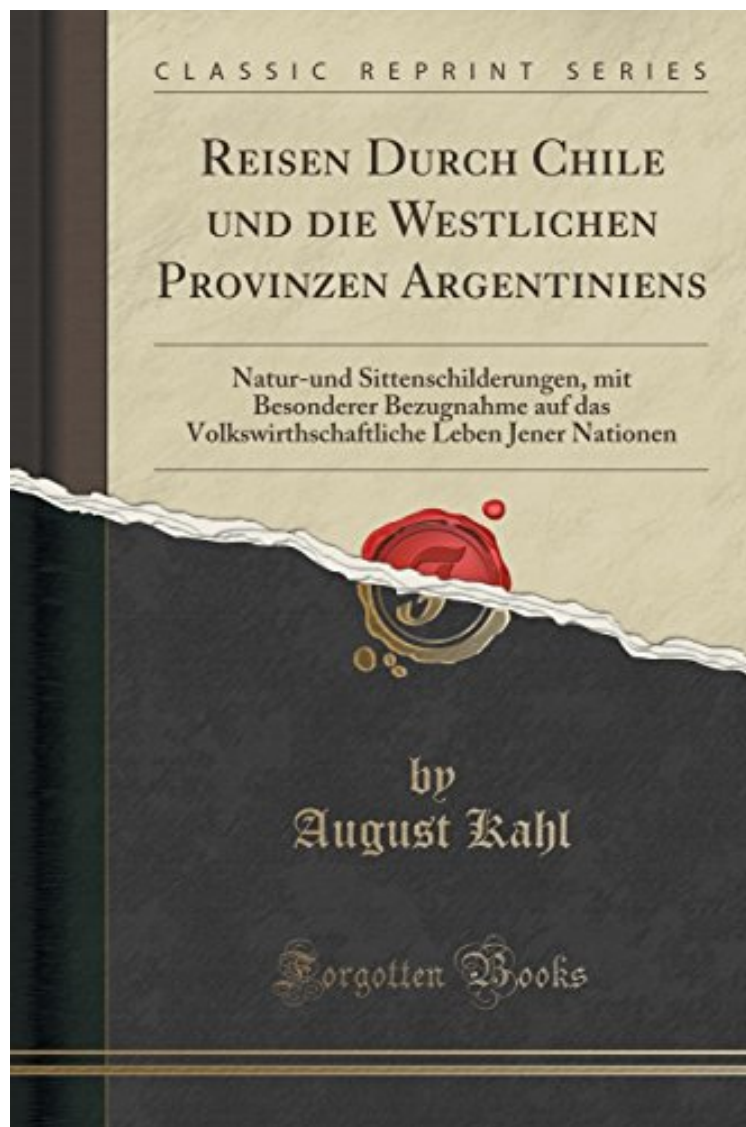 CLASSIC REPRINT SERIES
REISEN DURCH CHILE
UND DIE WESTLICHEN
PROVINZEN ARGENTINIENS
Natur-und Sittenschilderungen, mit
Besonderer Bezugnahme auf das
Volkswirthschaftliche Leben Jener Nationen
F
by
August Kahl
Forgotten Books